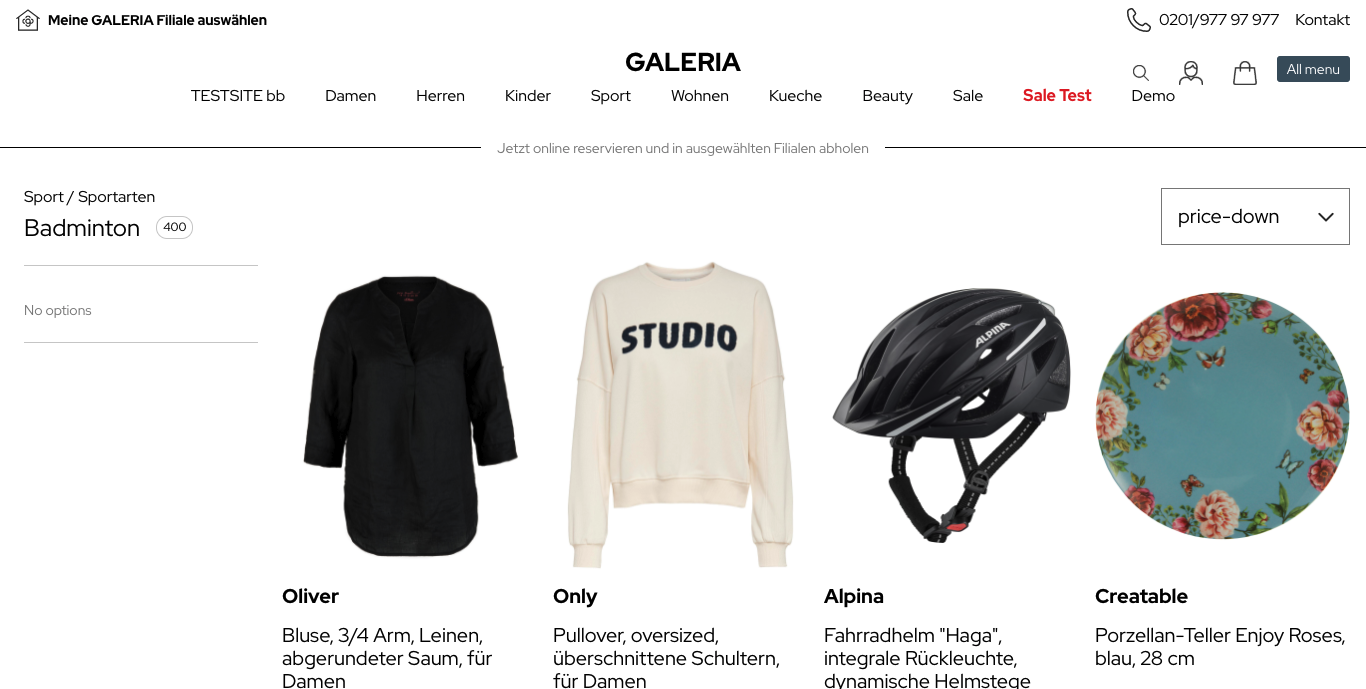 Meine GALERIA Filiale auswählen
0201/977 97 977 Kontakt
GALERIA
All menu
TESTSITE bb Damen Herren Kinder Sport Wohnen Kueche Beauty Sale Sale Test Demo
Jetzt online reservieren und in ausgewählten Filialen abholen
Sport / Sportarten
Badminton 400
price-down
No options
STUDIO
ALPINA
Oliver
Bluse, 3/4 Arm, Leinen,
abgerundeter Saum, für
Damen
Only
Pullover, oversized,
überschnittene Schultern,
für Damen
Alpina
Fahrradhelm "Haga",
integrale Rückleuchte,
dynamische Helmstege
Creatable
Porzellan-Teller Enjoy Roses,
blau, 28 cm